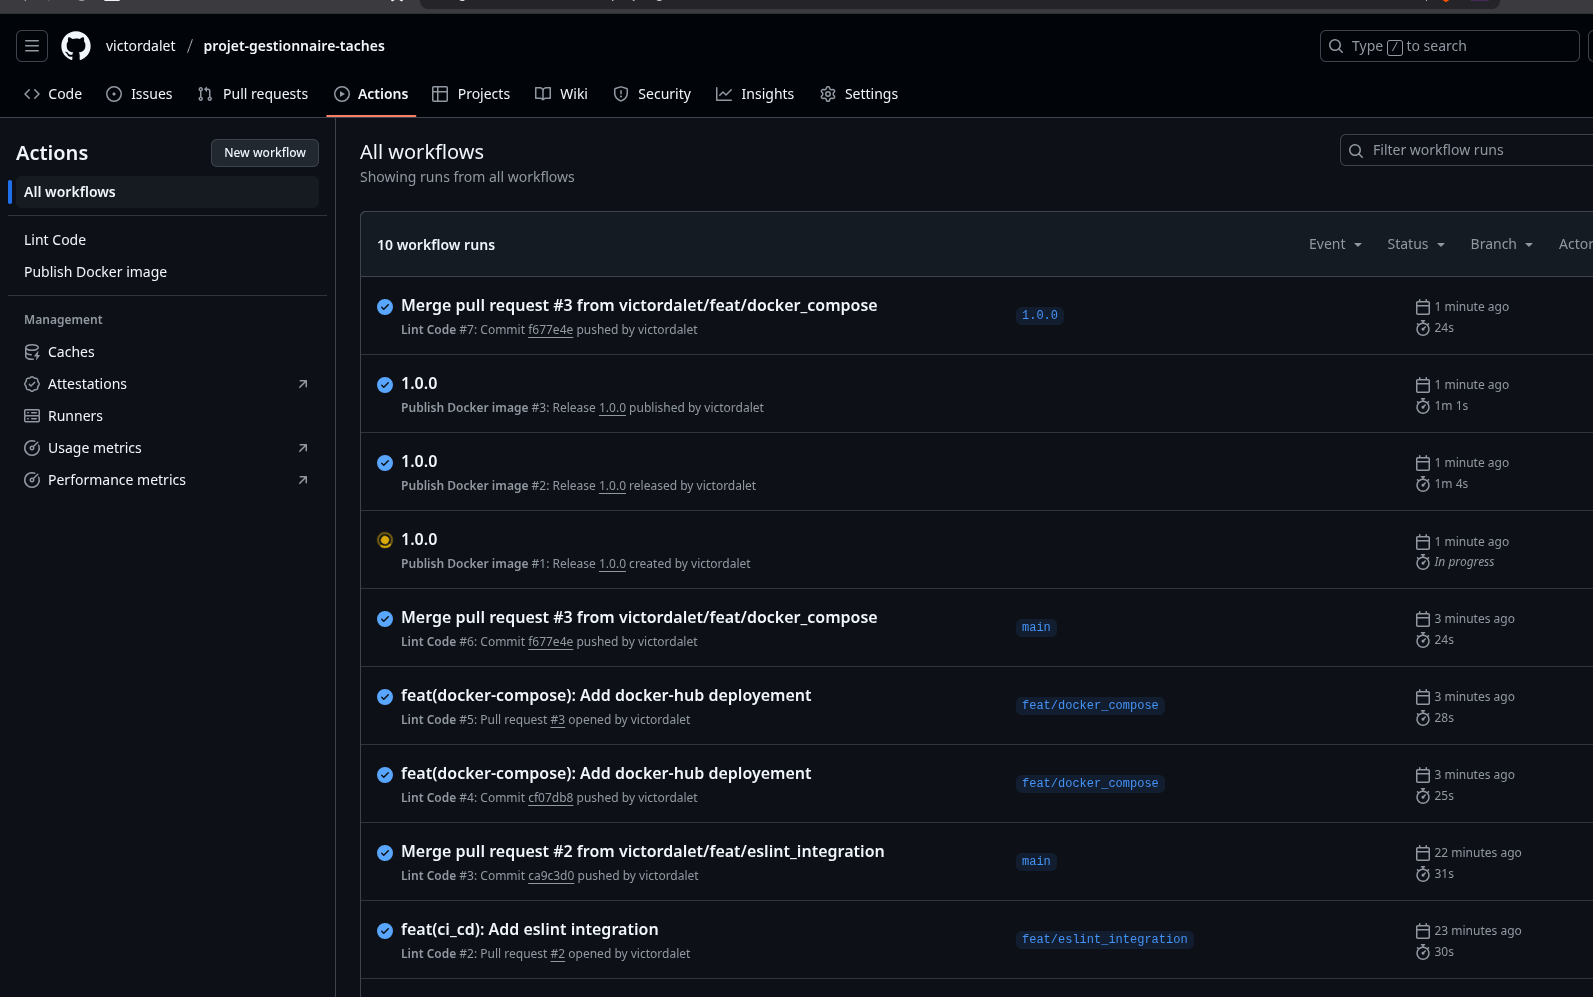 victordalet / projet-gestionnaire-taches
Type / to search
Code
Issues
Pull requests
Actions
Projects
Wiki
Security
Insights
Settings
Actions
New workflow
All workflows
Lint Code
Publish Docker image
Management
Caches
Attestations
Runners
Usage metrics
Performance metrics
All workflows
Showing runs from all workflows
Filter workflow runs
10 workflow runs
Event
Status
Branch
Actor
Merge pull request #3 from victordalet/feat/docker_compose
Lint Code #7: Commit f677e4e pushed by victordalet
1.0.0
1 minute ago
24s
1.0.0
Publish Docker image #3: Release 1.0.0 published by victordalet
1 minute ago
1m 1s
1.0.0
Publish Docker image #2: Release 1.0.0 released by victordalet
1 minute ago
1m 4s
1.0.0
Publish Docker image #1: Release 1.0.0 created by victordalet
1 minute ago
In progress
Merge pull request #3 from victordalet/feat/docker_compose
Lint Code #6: Commit f677e4e pushed by victordalet
main
3 minutes ago
24s
feat(docker-compose): Add docker-hub deployement
Lint Code #5: Pull request #3 opened by victordalet
feat/docker_compose
3 minutes ago
28s
feat(docker-compose): Add docker-hub deployement
Lint Code #4: Commit cf07db8 pushed by victordalet
feat/docker_compose
3 minutes ago
25s
Merge pull request #2 from victordalet/feat/eslint_integration
Lint Code #3: Commit ca9c3d0 pushed by victordalet
main
22 minutes ago
31s
feat(ci_cd): Add eslint integration
Lint Code #2: Pull request #2 opened by victordalet
feat/eslint_integration
23 minutes ago
30s